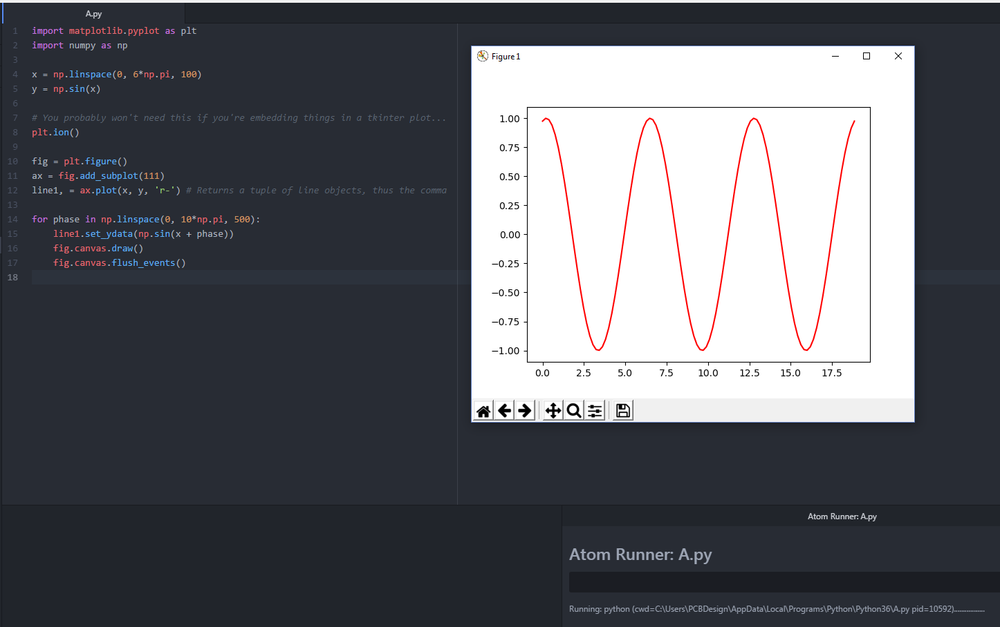 A.py
1 import matplotlib.pyplot as plt
2 import numpy as np
3
4 x = np.linspace(0, 6*np.pi, 100)
5 y = np.sin(x)
6
7 # You probably won't need this if you're embedding things in a tkinter plot...
8 plt.ion()
9
10 fig = plt.figure()
11 ax = fig.add_subplot(111)
12 line1, = ax.plot(x, y, 'r-') # Returns a tuple of line objects, thus the comma
13
14 for phase in np.linspace(0, 10*np.pi, 500):
15     line1.set_ydata(np.sin(x + phase))
16     fig.canvas.draw()
17     fig.canvas.flush_events()
18
Figure 1
1.00
0.75
0.50
0.25
0.00
−0.25
−0.50
−0.75
−1.00
0.0 2.5 5.0 7.5 10.0 12.5 15.0 17.5
Atom Runner: A.py
Atom Runner: A.py
Running: python (cwd=C:\Users\PCBDesign\AppData\Local\Programs\Python\Python36\A.py pid=10592).................